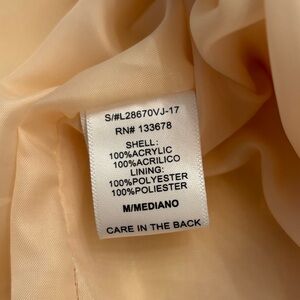 S/#L28670VJ-17
RN# 133678
SHELL:
100%ACRYLIC
100%ACRILICO
LINING:
100%POLYESTER
100%POLIESTER
M/MEDIANO
CARE IN THE BACK